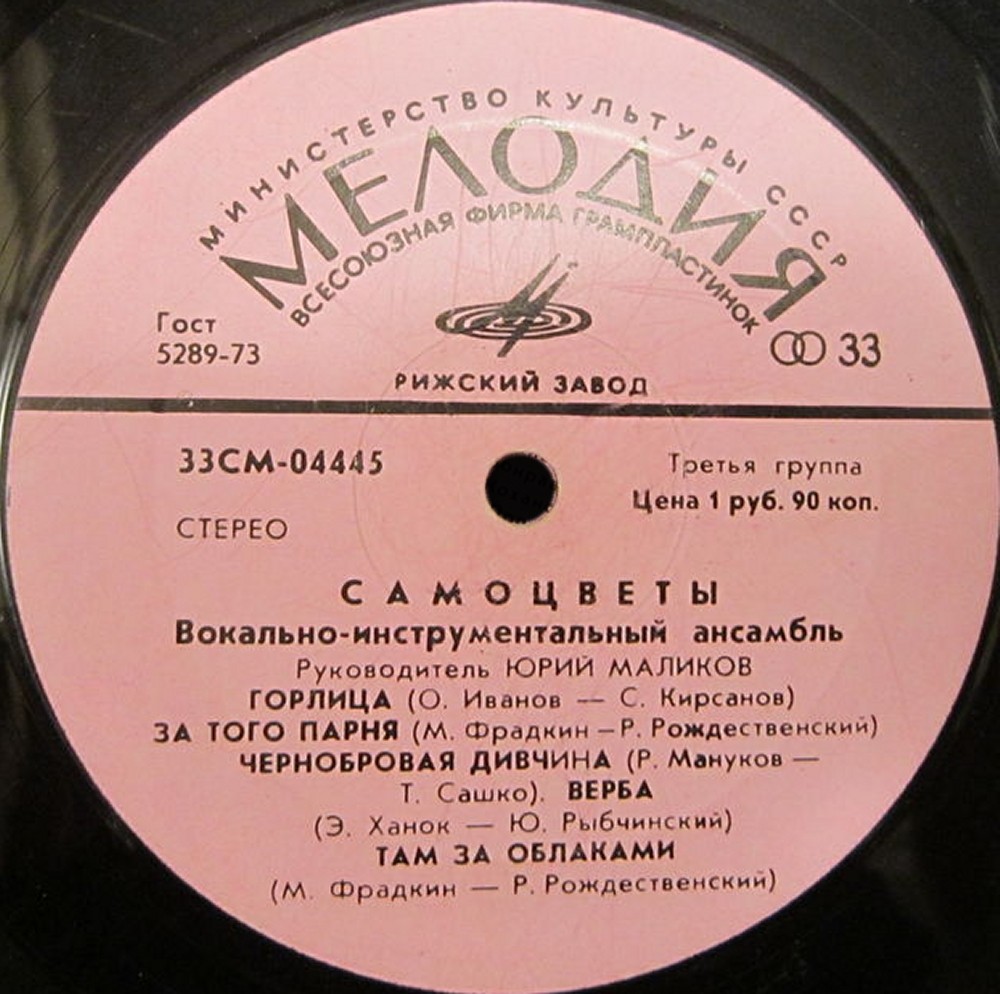 МИНИСТЕРСТВО КУЛЬТУРЫ СССР
МЕЛОДИЯ
ВСЕСОЮЗНАЯ ФИРМА ГРАМПЛАСТИНОК
Гост
5289-73
33
РИЖСКИЙ ЗАВОД
33СМ-04445
Третья группа
Цена 1 руб. 90 коп.
СТЕРЕО
САМОЦВЕТЫ
Вокально-инструментальный ансамбль
Руководитель ЮРИЙ МАЛИКОВ
ГОРЛИЦА (О. Иванов — С. Кирсанов)
ЗА ТОГО ПАРНЯ (М. Фрадкин — Р. Рождественский)
ЧЕРНОБРОВАЯ ДИВЧИНА (Р. Мануков —
Т. Сашко). ВЕРБА
(Э. Ханок — Ю. Рыбчинский)
ТАМ ЗА ОБЛАКАМИ
(М. Фрадкин — Р. Рождественский)